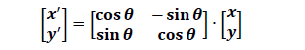 [x′ y′] = [cos θ − sin θ sin θ cos θ] · [x y]